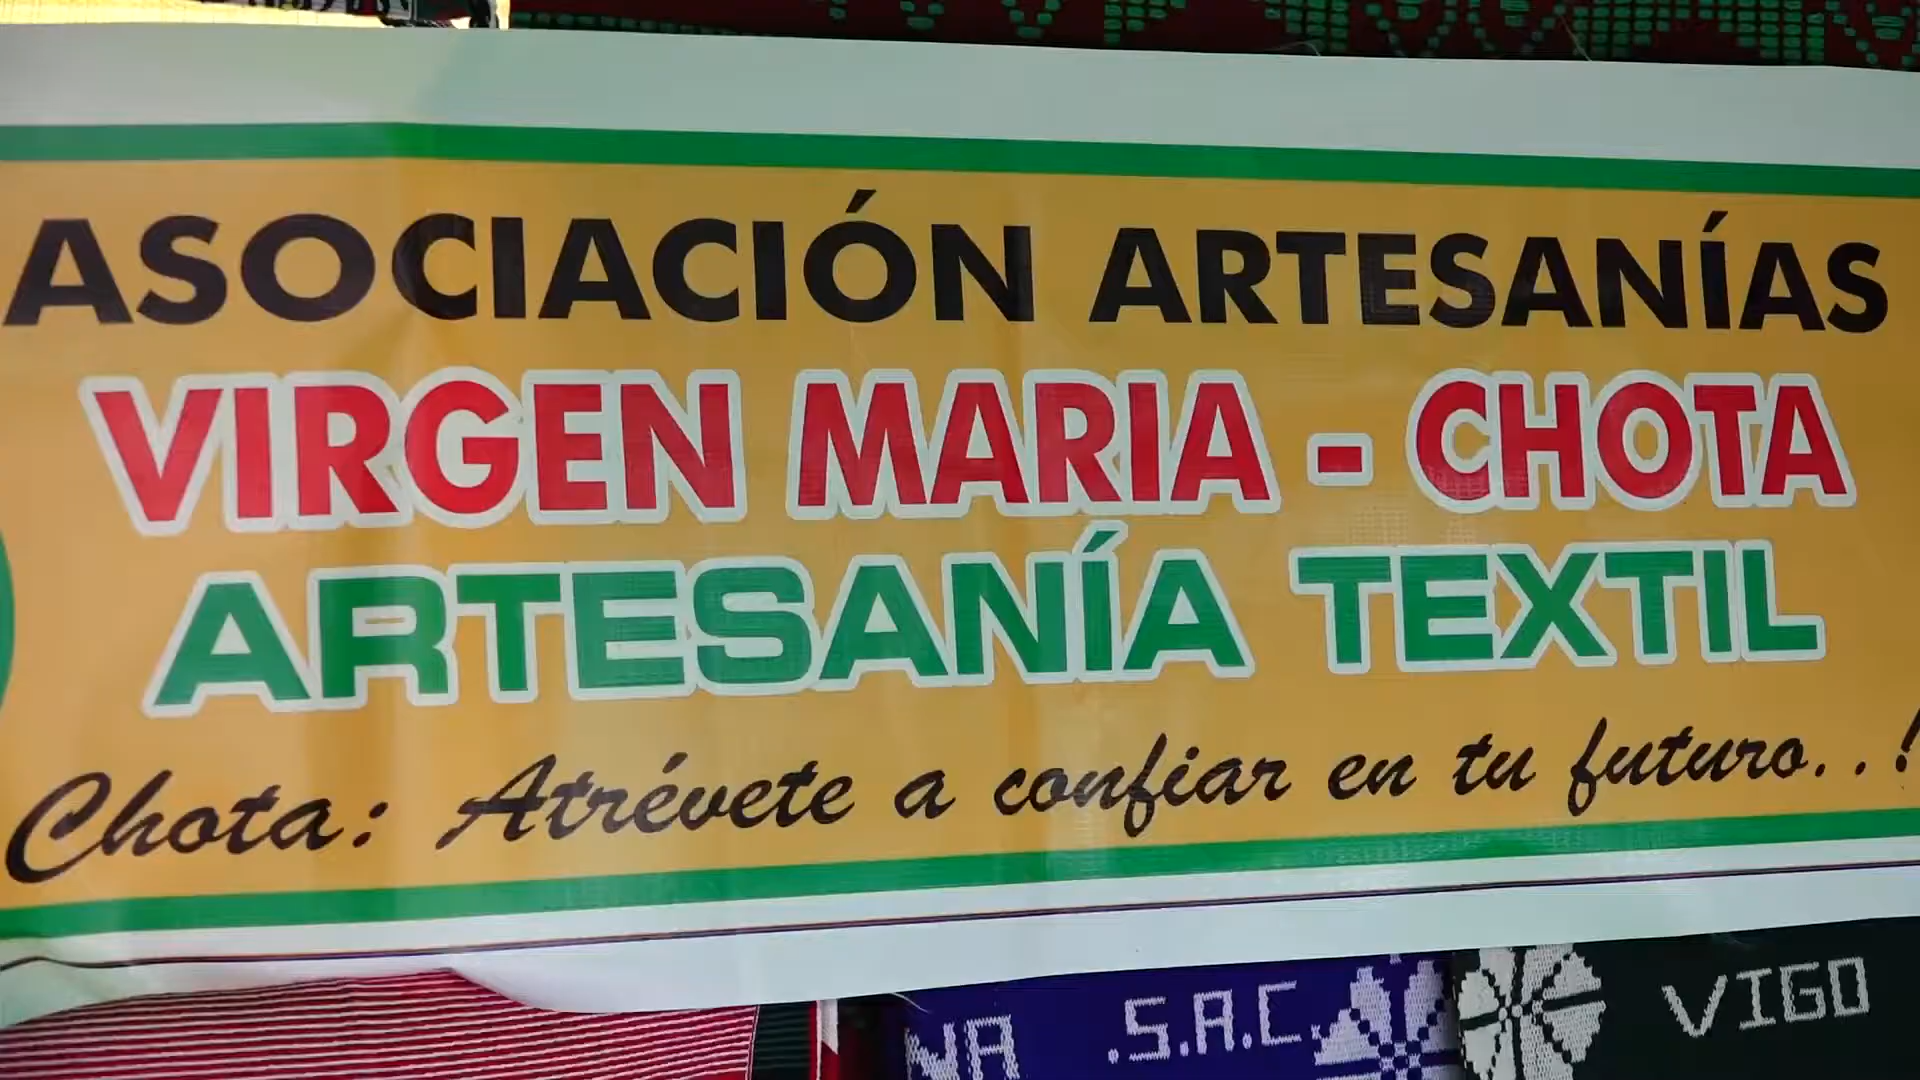 ASOCIACIÓN ARTESANÍAS
VIRGEN MARIA - CHOTA
ARTESANÍA TEXTIL
Chota: Atrévete a confiar en tu futuro..!
.S.A.C.
VIGO